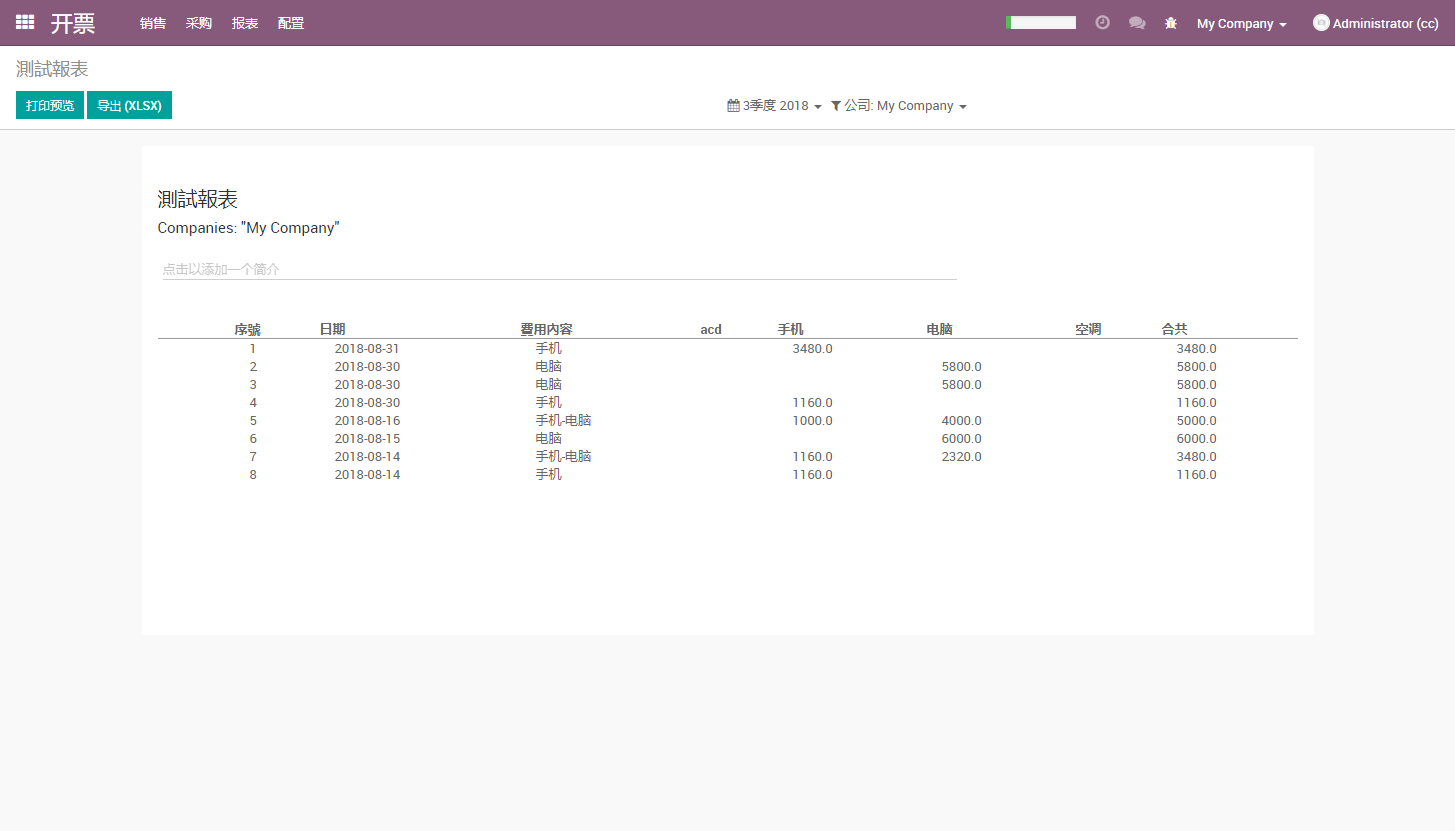 开票 销售 采购 报表 配置 My Company Administrator (cc)
測試報表
打印预览 导出 (XLSX) 3季度 2018 公司: My Company
測試報表
Companies: "My Company"
点击以添加一个简介
序號 日期 費用内容 acd 手机 电脑 空调 合共
1 2018-08-31 手机 3480.0 3480.0
2 2018-08-30 电脑 5800.0 5800.0
3 2018-08-30 电脑 5800.0 5800.0
4 2018-08-30 手机 1160.0 1160.0
5 2018-08-16 手机-电脑 1000.0 4000.0 5000.0
6 2018-08-15 电脑 6000.0 6000.0
7 2018-08-14 手机-电脑 1160.0 2320.0 3480.0
8 2018-08-14 手机 1160.0 1160.0